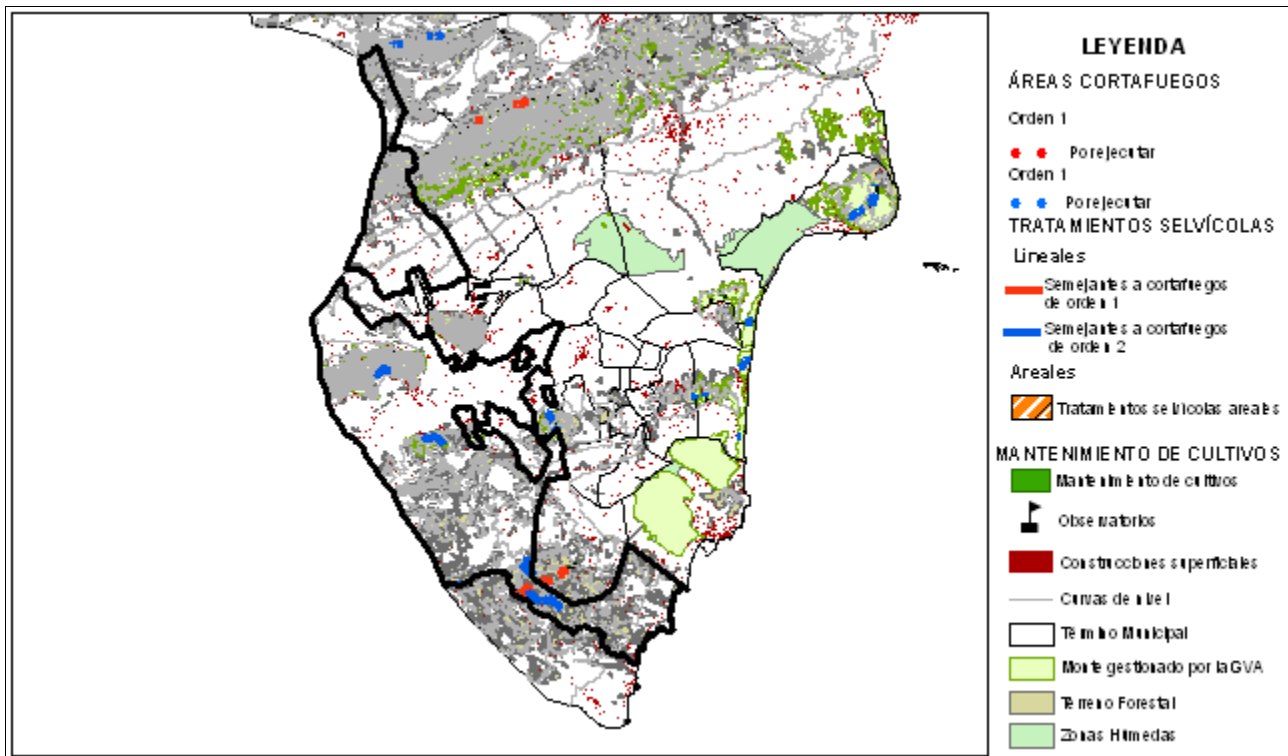 LEYENDA
ÁREAS CORTAFUEGOS
Orden 1
Por ejecutar
Orden 1
Por ejecutar
TRATAMIENTOS SELVÍCOLAS
Lineales
Semejantes a cortafuegos
de orden 1
Semejantes a cortafuegos
de orden 2
Areales
Tratamientos selvícolas areales
MANTENIMIENTO DE CULTIVOS
Mantenimiento de cultivos
Observatorios
Construcciones superficiales
Curvas de nivel
Término Municipal
Monte gestionado por la GVA
Terreno Forestal
Zonas Húmedas